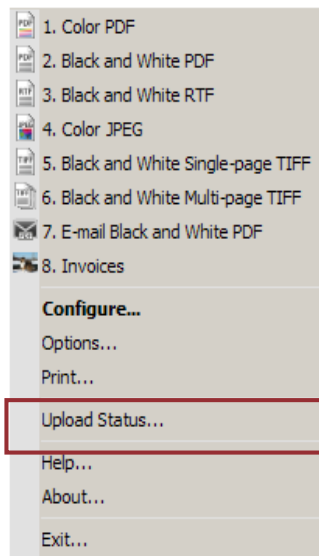 1. Color PDF
2. Black and White PDF
3. Black and White RTF
4. Color JPEG
5. Black and White Single-page TIFF
6. Black and White Multi-page TIFF
7. E-mail Black and White PDF
8. Invoices
Configure...
Options...
Print...
Upload Status...
Help...
About...
Exit...